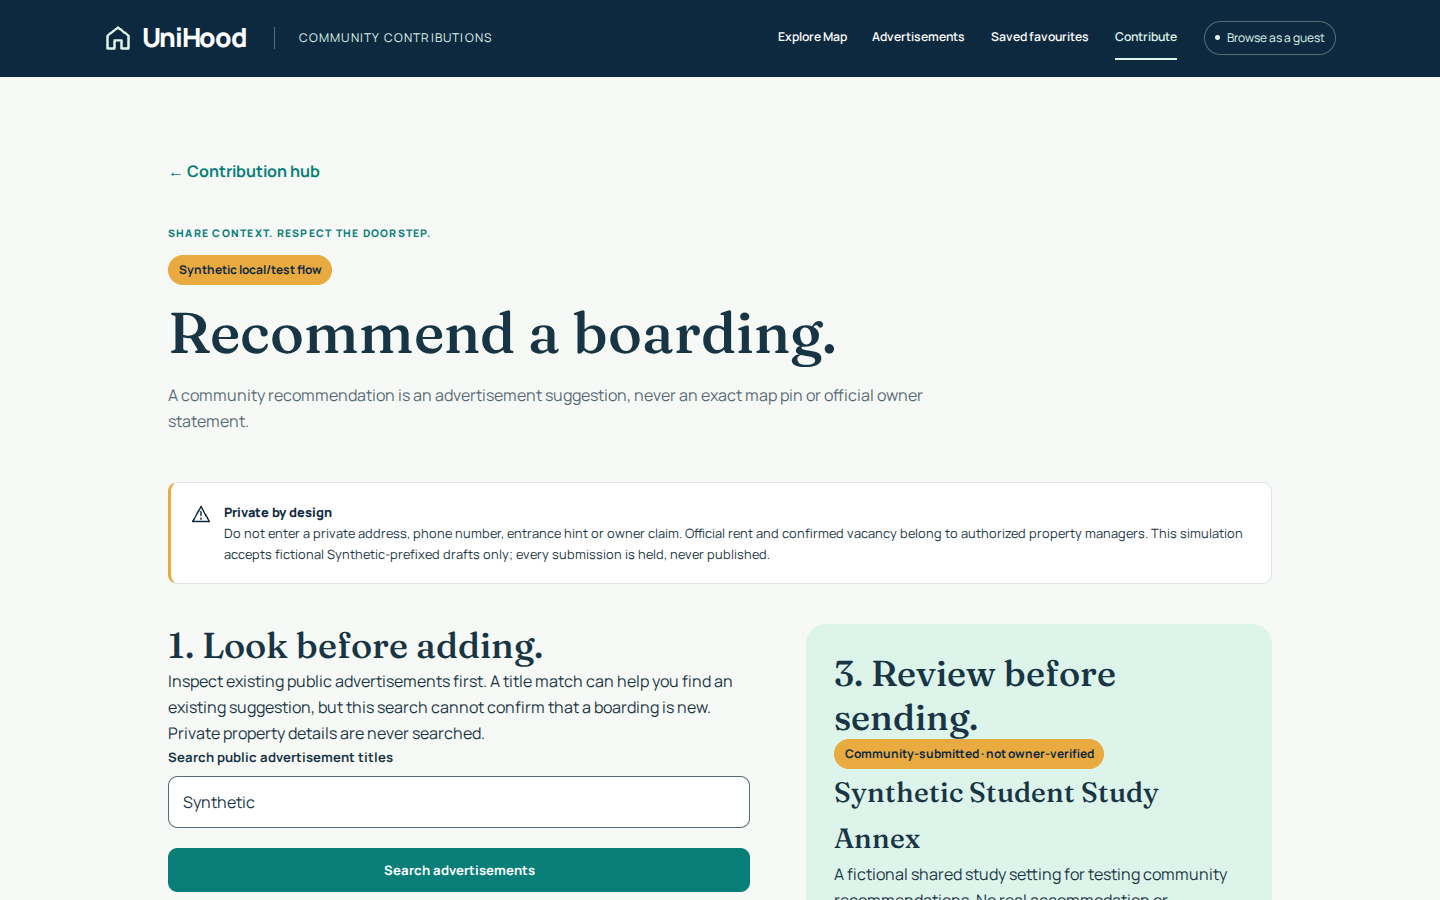 UniHood
COMMUNITY CONTRIBUTIONS
Explore Map
Advertisements
Saved favourites
Contribute
Browse as a guest
← Contribution hub
SHARE CONTEXT. RESPECT THE DOORSTEP.
Synthetic local/test flow
Recommend a boarding.
A community recommendation is an advertisement suggestion, never an exact map pin or official owner
statement.
Private by design
Do not enter a private address, phone number, entrance hint or owner claim. Official rent and confirmed vacancy belong to authorized property managers. This simulation
accepts fictional Synthetic-prefixed drafts only; every submission is held, never published.
1. Look before adding.
Inspect existing public advertisements first. A title match can help you find an
existing suggestion, but this search cannot confirm that a boarding is new.
Private property details are never searched.
Search public advertisement titles
Synthetic
Search advertisements
3. Review before
sending.
Community-submitted · not owner-verified
Synthetic Student Study
Annex
A fictional shared study setting for testing community
recommendations. No real accommodation or